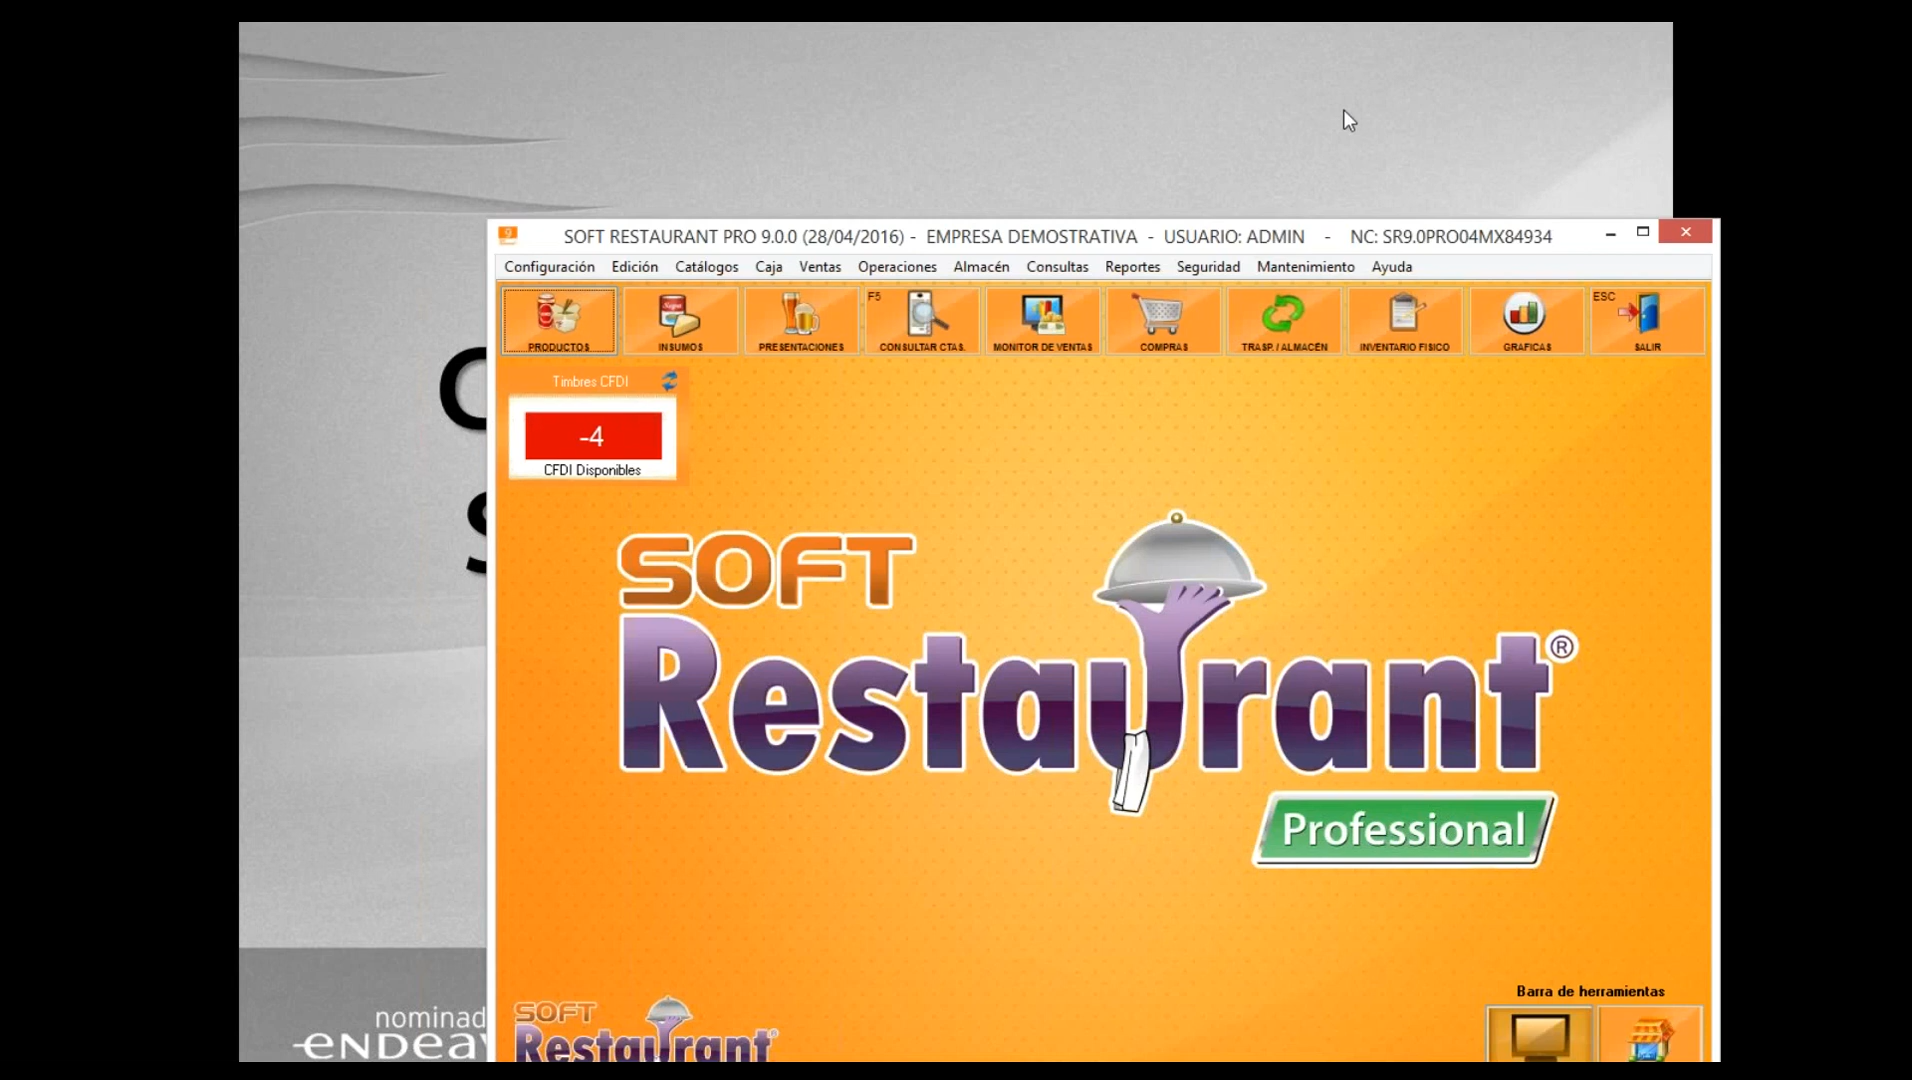 SOFT RESTAURANT PRO 9.0.0 (28/04/2016) - EMPRESA DEMOSTRATIVA - USUARIO: ADMIN - NC: SR9.0PRO04MX84934
Configuración Edición Catálogos Caja Ventas Operaciones Almacén Consultas Reportes Seguridad Mantenimiento Ayuda
F5 ESC
PRODUCTOS INSUMOS PRESENTACIONES CONSULTAR CTAS. MONITOR DE VENTAS COMPRAS TRASP. / ALMACÉN INVENTARIO FISICO GRAFICAS SALIR
Timbres CFDI
-4
CFDI Disponibles
SOFT
Restaurant®
Professional
Barra de herramientas
nominad
SOFT
Restaurant®